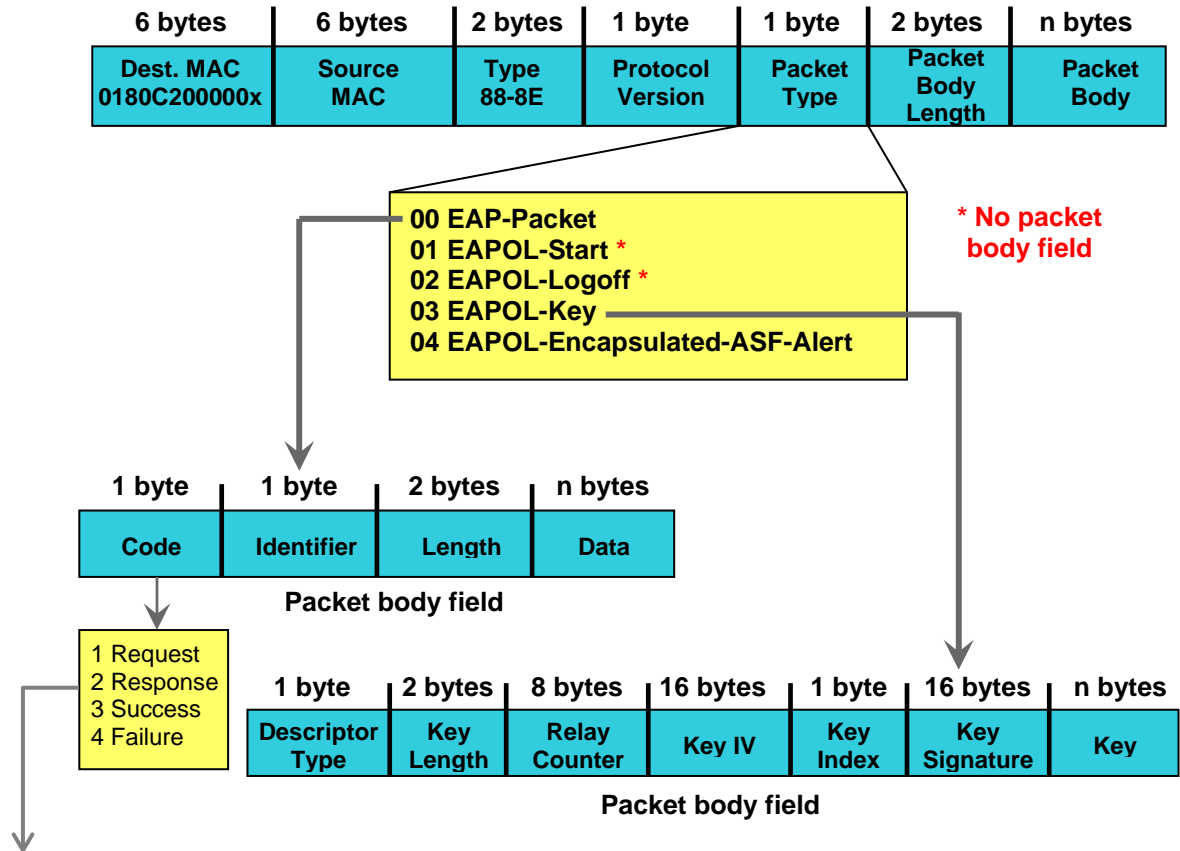 6 bytes 6 bytes 2 bytes 1 byte 1 byte 2 bytes n bytes
Dest. MAC
0180C200000x
Source
MAC
Type
88-8E
Protocol
Version
Packet
Type
Packet
Body
Length
Packet
Body
00 EAP-Packet
01 EAPOL-Start *
02 EAPOL-Logoff *
03 EAPOL-Key
04 EAPOL-Encapsulated-ASF-Alert
* No packet
body field
1 byte 1 byte 2 bytes n bytes
Code Identifier Length Data
Packet body field
1 Request
2 Response
3 Success
4 Failure
1 byte 2 bytes 8 bytes 16 bytes 1 byte 16 bytes n bytes
Descriptor
Type
Key
Length
Relay
Counter
Key IV
Key
Index
Key
Signature
Key
Packet body field